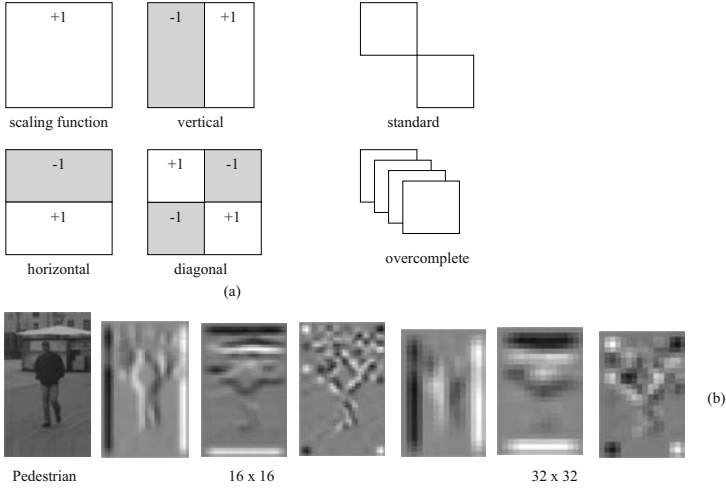 +1
-1 +1
scaling function
vertical
standard
-1
+1
+1 -1
-1 +1
horizontal
diagonal
overcomplete
(a)
(b)
Pedestrian
16 x 16
32 x 32